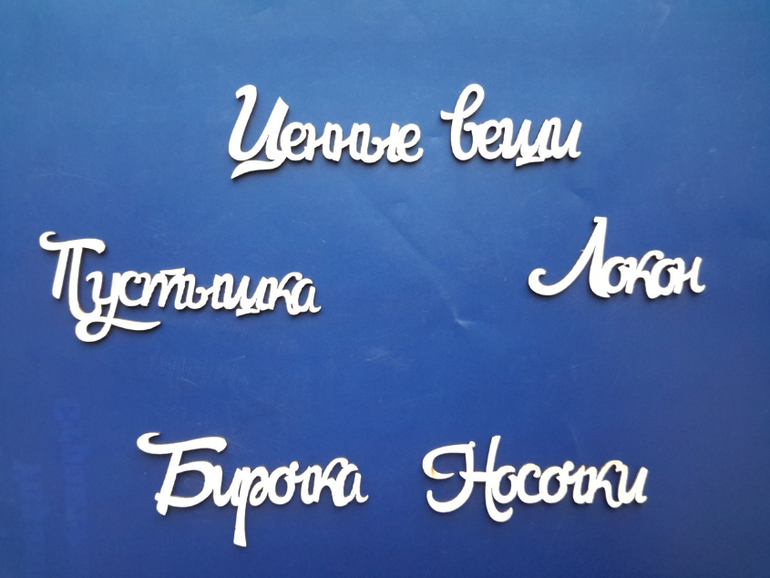 Ценные вещи
Пустышка
Локон
Бирочка
Носочки